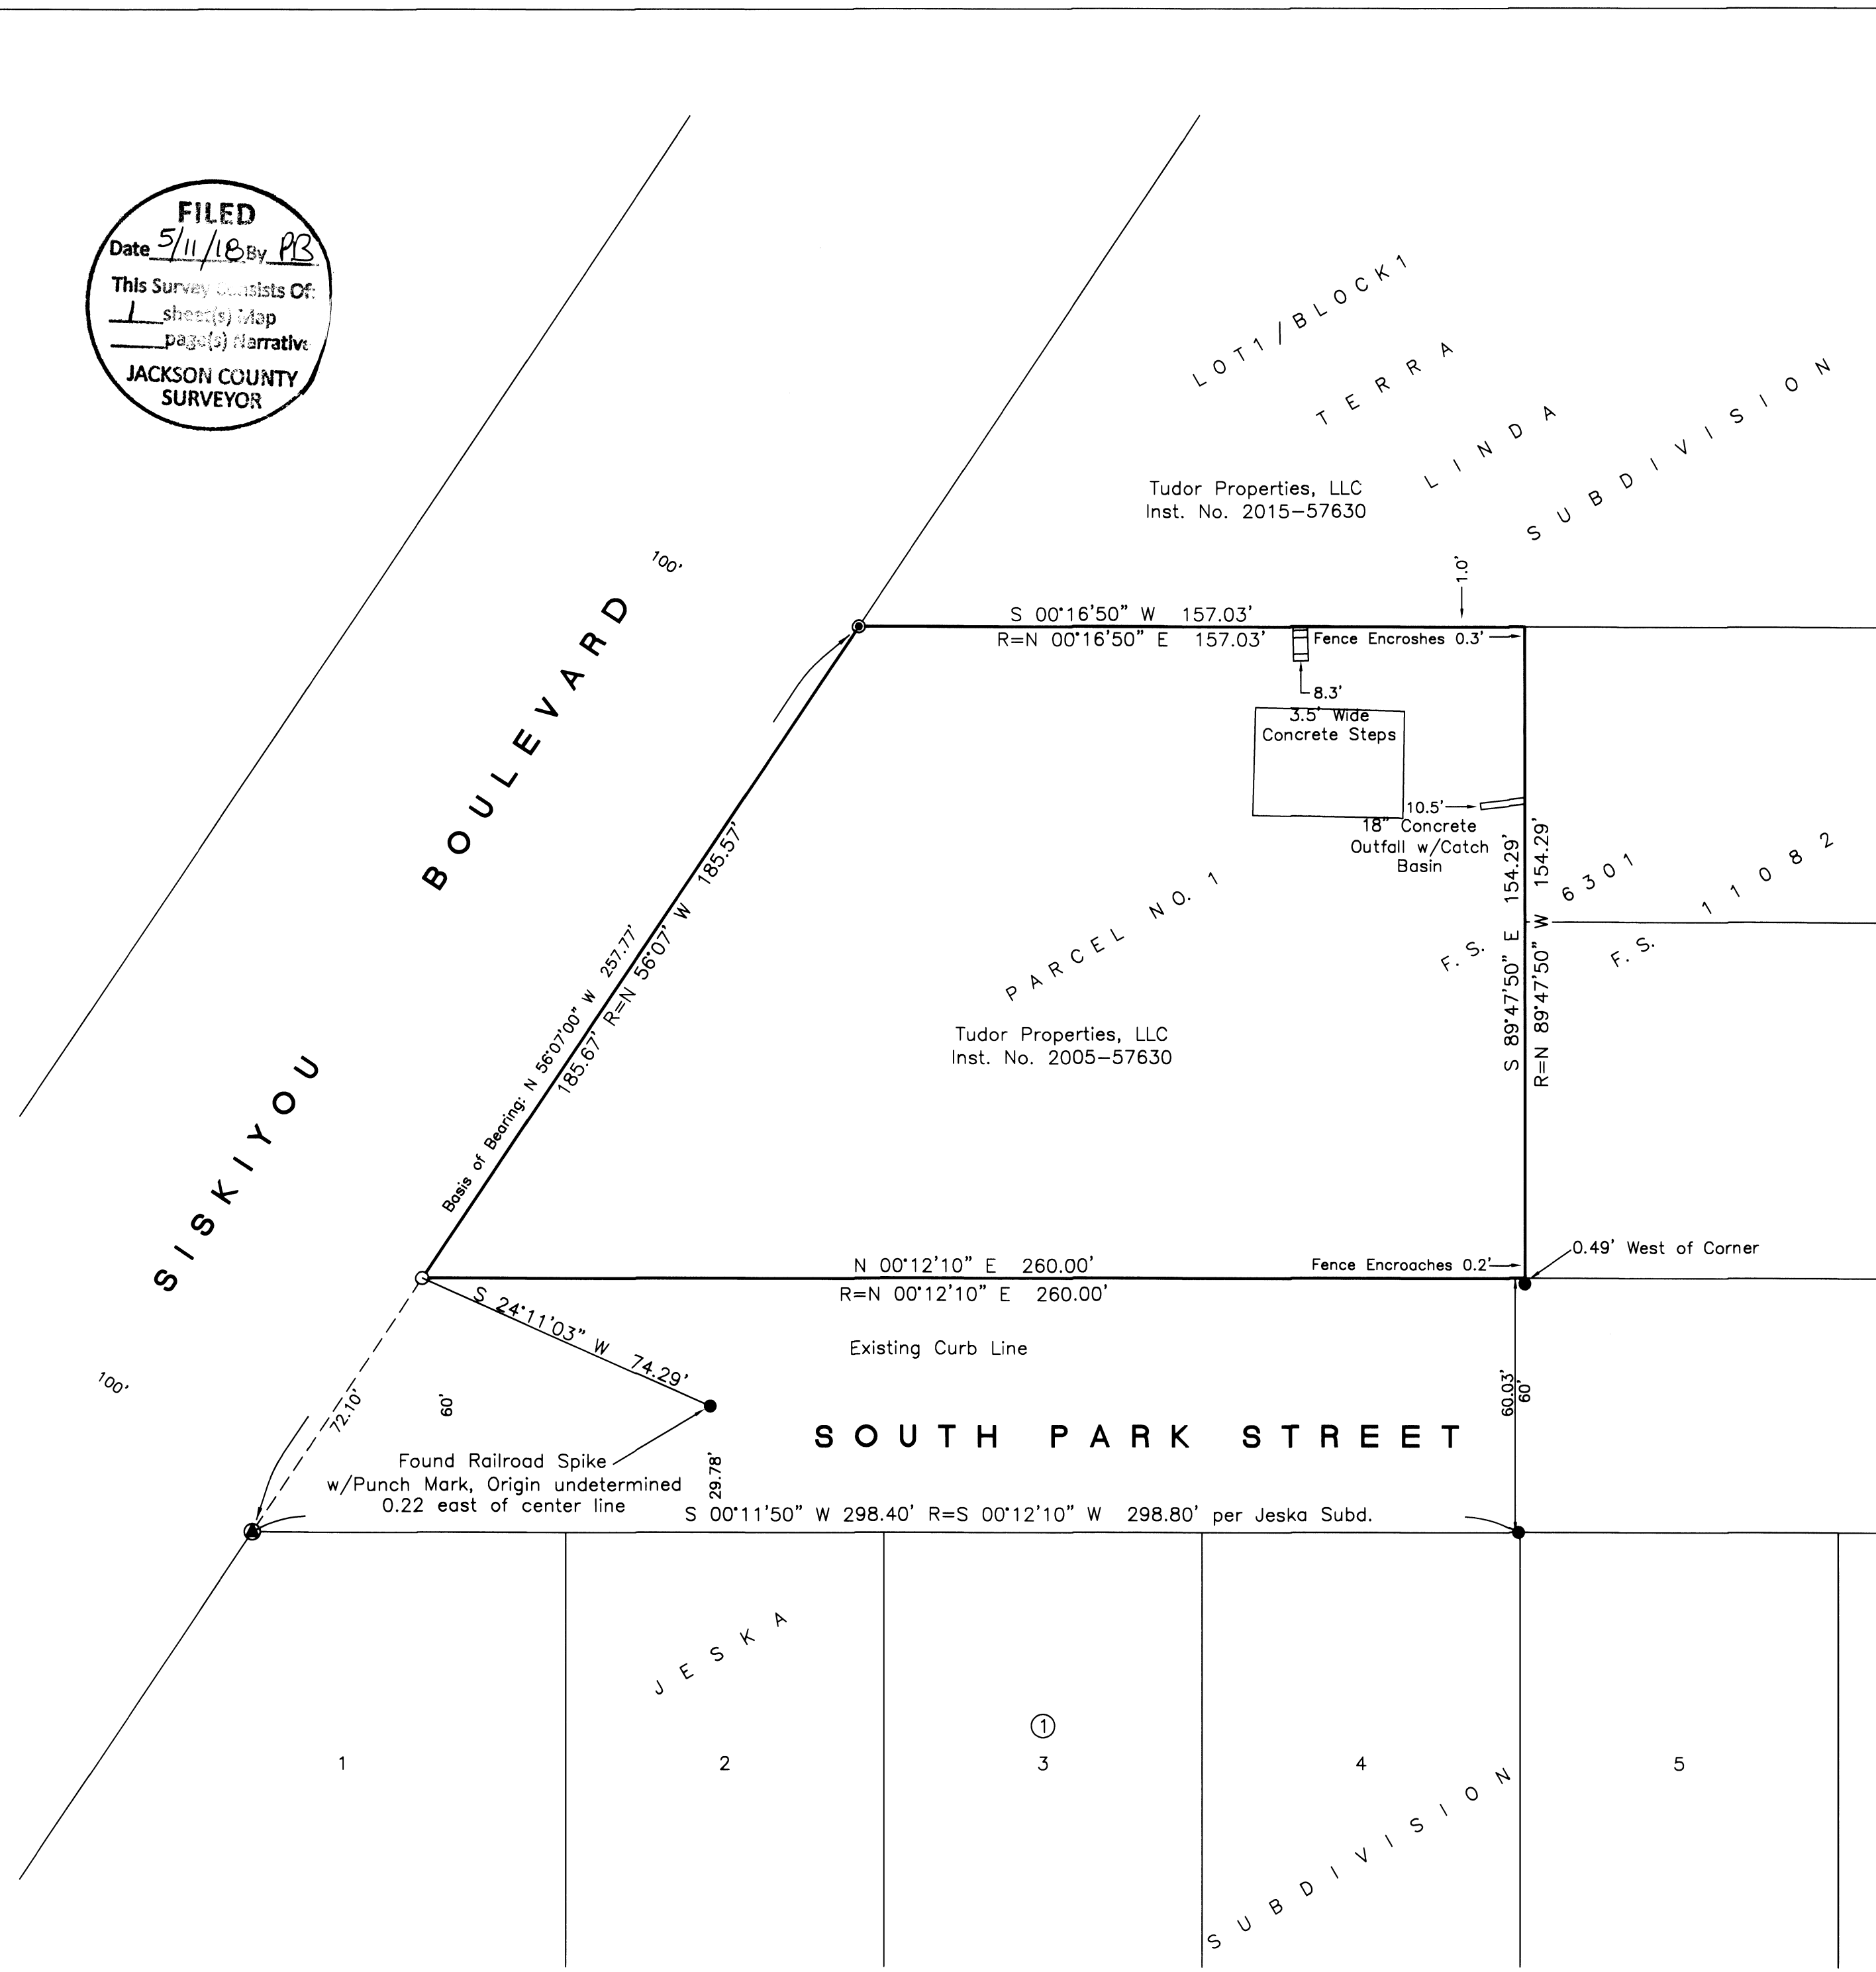 FILED
Date 5/11/18 By PB
This Survey Consists Of:
1 sheet(s) Map
page(s) Narrative
JACKSON COUNTY
SURVEYOR
LOT1/BLOCK1
TERRA
LINDA
SUBDIVISION
Tudor Properties, LLC
Inst. No. 2015-57630
100'
1.0'
S 00°16'50" W 157.03'
R=N 00°16'50" E 157.03'
Fence Encroshes 0.3'
8.3'
3.5' Wide
Concrete Steps
10.5'
18" Concrete
Outfall w/Catch
Basin
SISKIYOU BOULEVARD
185.57'
Basis of Bearing: N 56°07'00" W 257.77'
185.67' R=N 56°07' W
S 89°47'50" E 154.29'
R=N 89°47'50" W 154.29'
F. S. 6301
F. S. 11082
PARCEL NO. 1
Tudor Properties, LLC
Inst. No. 2005-57630
0.49' West of Corner
N 00°12'10" E 260.00'
Fence Encroaches 0.2'
R=N 00°12'10" E 260.00'
S 24°11'03" W 74.29'
Existing Curb Line
100'
72.10'
60'
60.03'
60'
SOUTH PARK STREET
Found Railroad Spike
w/Punch Mark, Origin undetermined
0.22 east of center line
29.78'
S 00°11'50" W 298.40' R=S 00°12'10" W 298.80' per Jeska Subd.
JESKA
SUBDIVISION
1
1
2
3
4
5